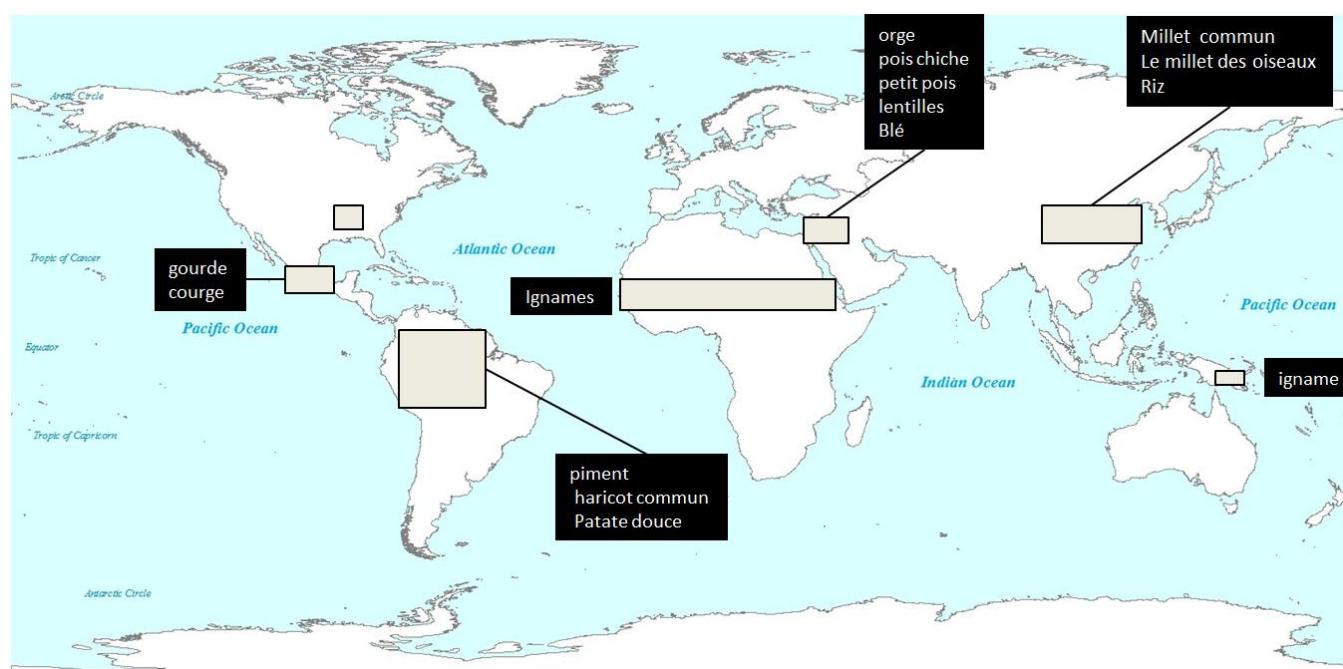 orge
pois chiche
petit pois
lentilles
Blé
Millet commun
Le millet des oiseaux
Riz
Arctic Circle
Atlantic Ocean
Tropic of Cancer
gourde
courge
Ignames
Pacific Ocean
Pacific Ocean
Equator
Indian Ocean
igname
Tropic of Capricorn
piment
haricot commun
Patate douce
Antarctic Circle